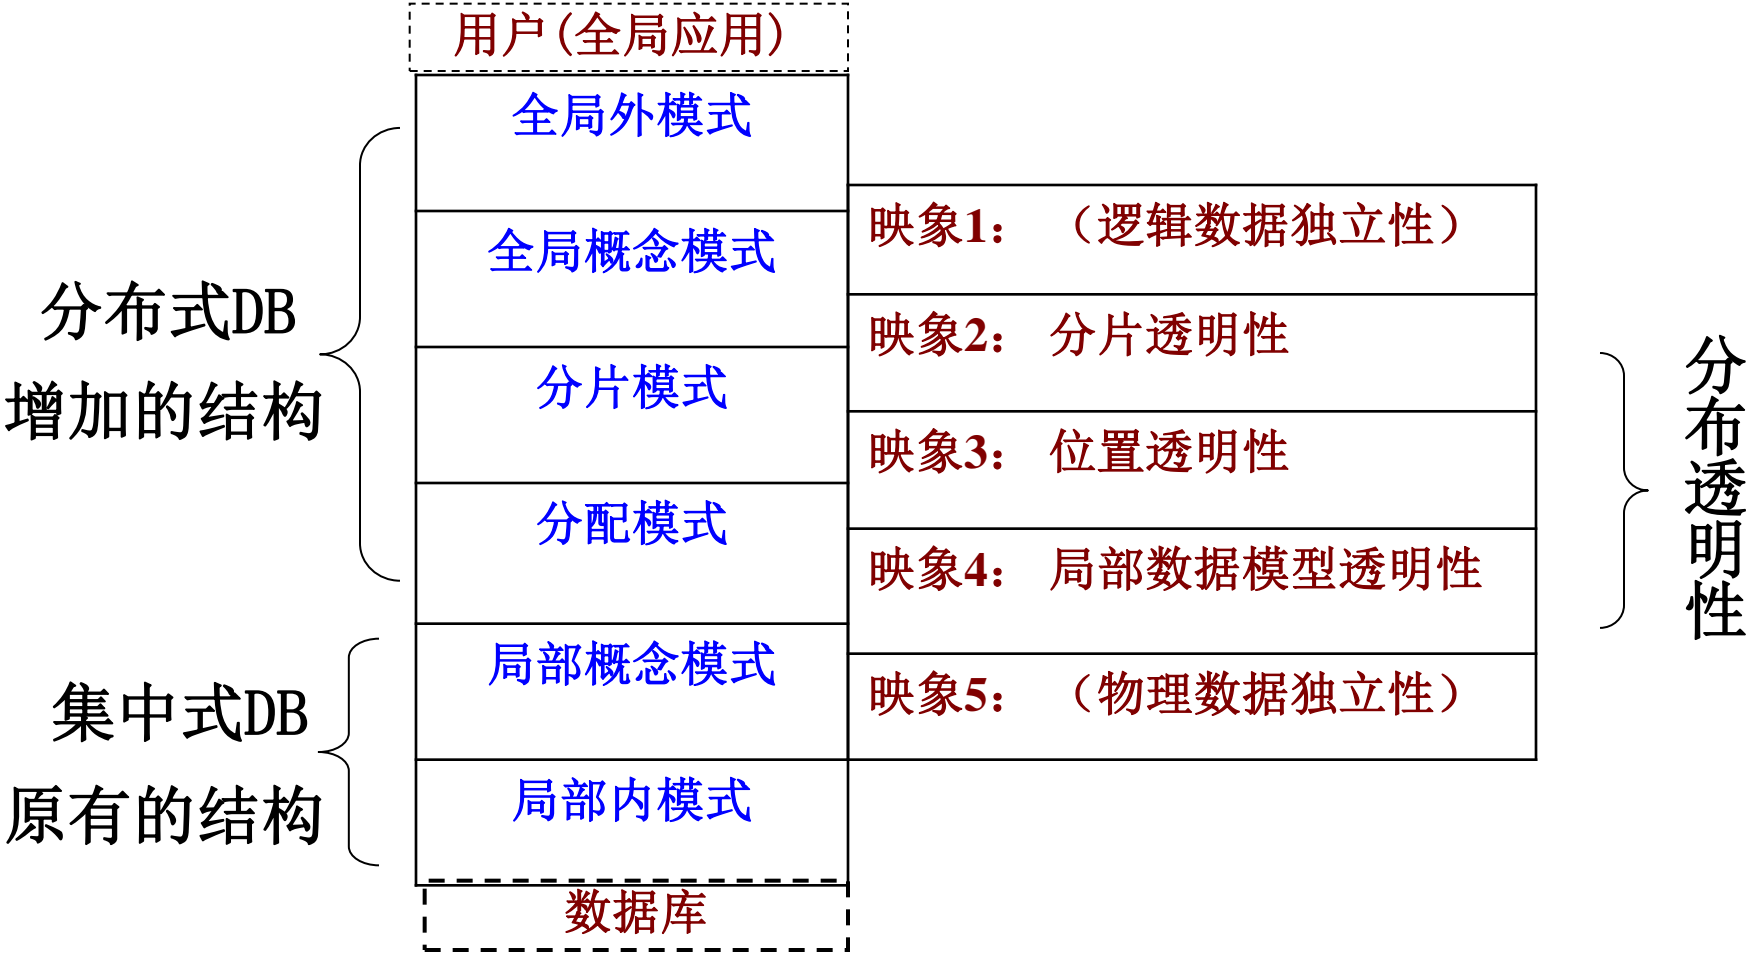 用户(全局应用)
全局外模式
全局概念模式
分片模式
分配模式
局部概念模式
局部内模式
数据库
分布式DB
增加的结构
集中式DB
原有的结构
映象1： （逻辑数据独立性）
映象2： 分片透明性
映象3： 位置透明性
映象4： 局部数据模型透明性
映象5： （物理数据独立性）
分布透明性